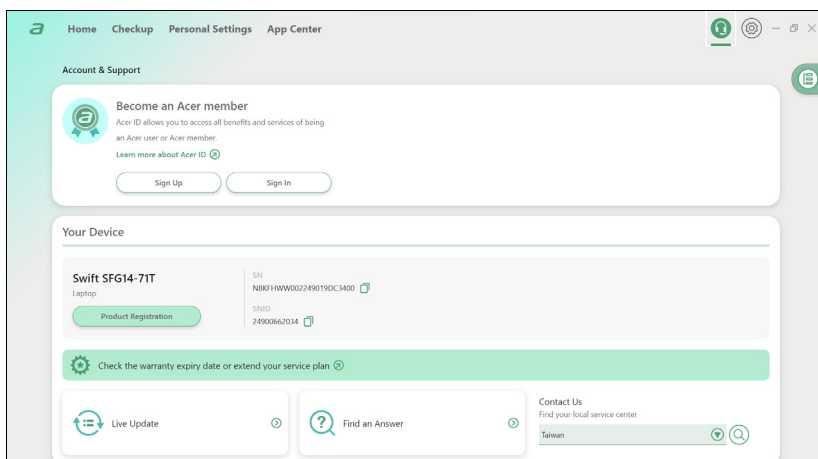 a Home Checkup Personal Settings App Center
Account & Support
Become an Acer member
Acer ID allows you to access all benefits and services of being
an Acer user or Acer member.
Learn more about Acer ID
Sign Up Sign In
Your Device
Swift SFG14-71T
Laptop
Product Registration
SN
NBKFHWW002249019DC3400
SNID
24900662034
Check the warranty expiry date or extend your service plan
Live Update
Find an Answer
Contact Us
Find your local service center
Taiwan